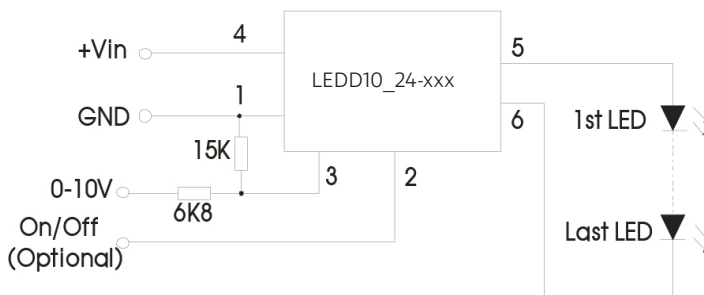 +Vin
4
LEDD10_24-xxx
5
GND
1
6
1st LED
15K
3
2
0-10V
6K8
On/Off
(Optional)
Last LED